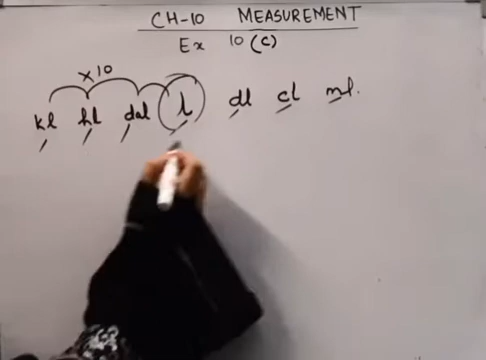 CH-10 MEASUREMENT
Ex 10 (C)
×10
kl hl dal l dl cl ml.